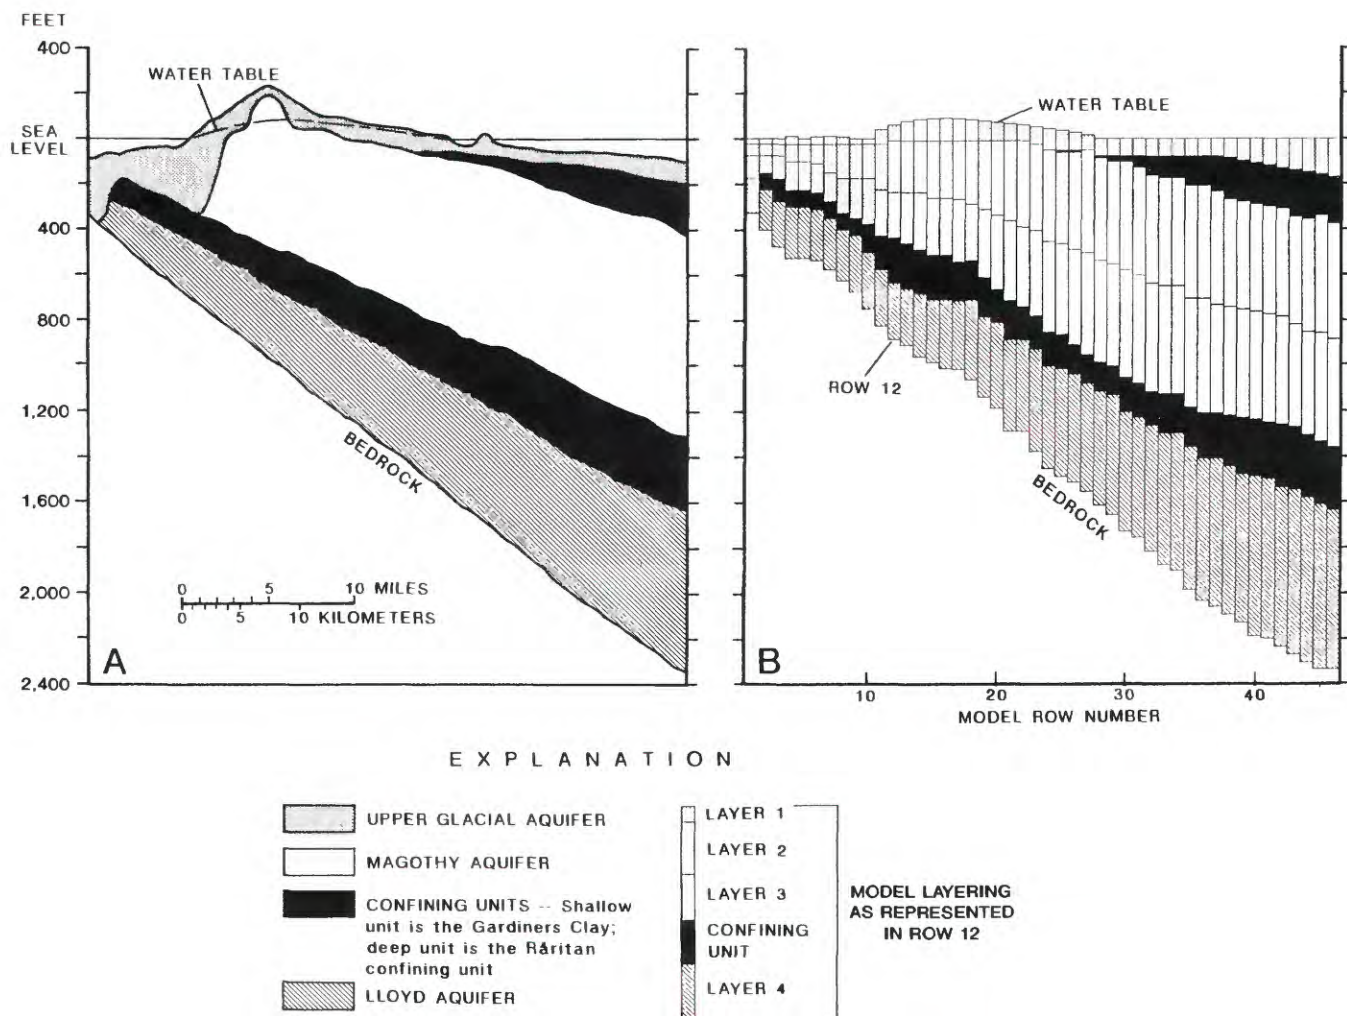 FEET
400
WATER TABLE
SEA
LEVEL
400
800
1,200
1,600
2,000
2,400
BEDROCK
0 5 10 MILES
0 5 10 KILOMETERS
A
WATER TABLE
ROW 12
BEDROCK
B
10 20 30 40
MODEL ROW NUMBER
EXPLANATION
UPPER GLACIAL AQUIFER
MAGOTHY AQUIFER
CONFINING UNITS -- Shallow
unit is the Gardiners Clay;
deep unit is the Råritan
confining unit
LLOYD AQUIFER
LAYER 1
LAYER 2
LAYER 3
CONFINING
UNIT
LAYER 4
MODEL LAYERING
AS REPRESENTED
IN ROW 12